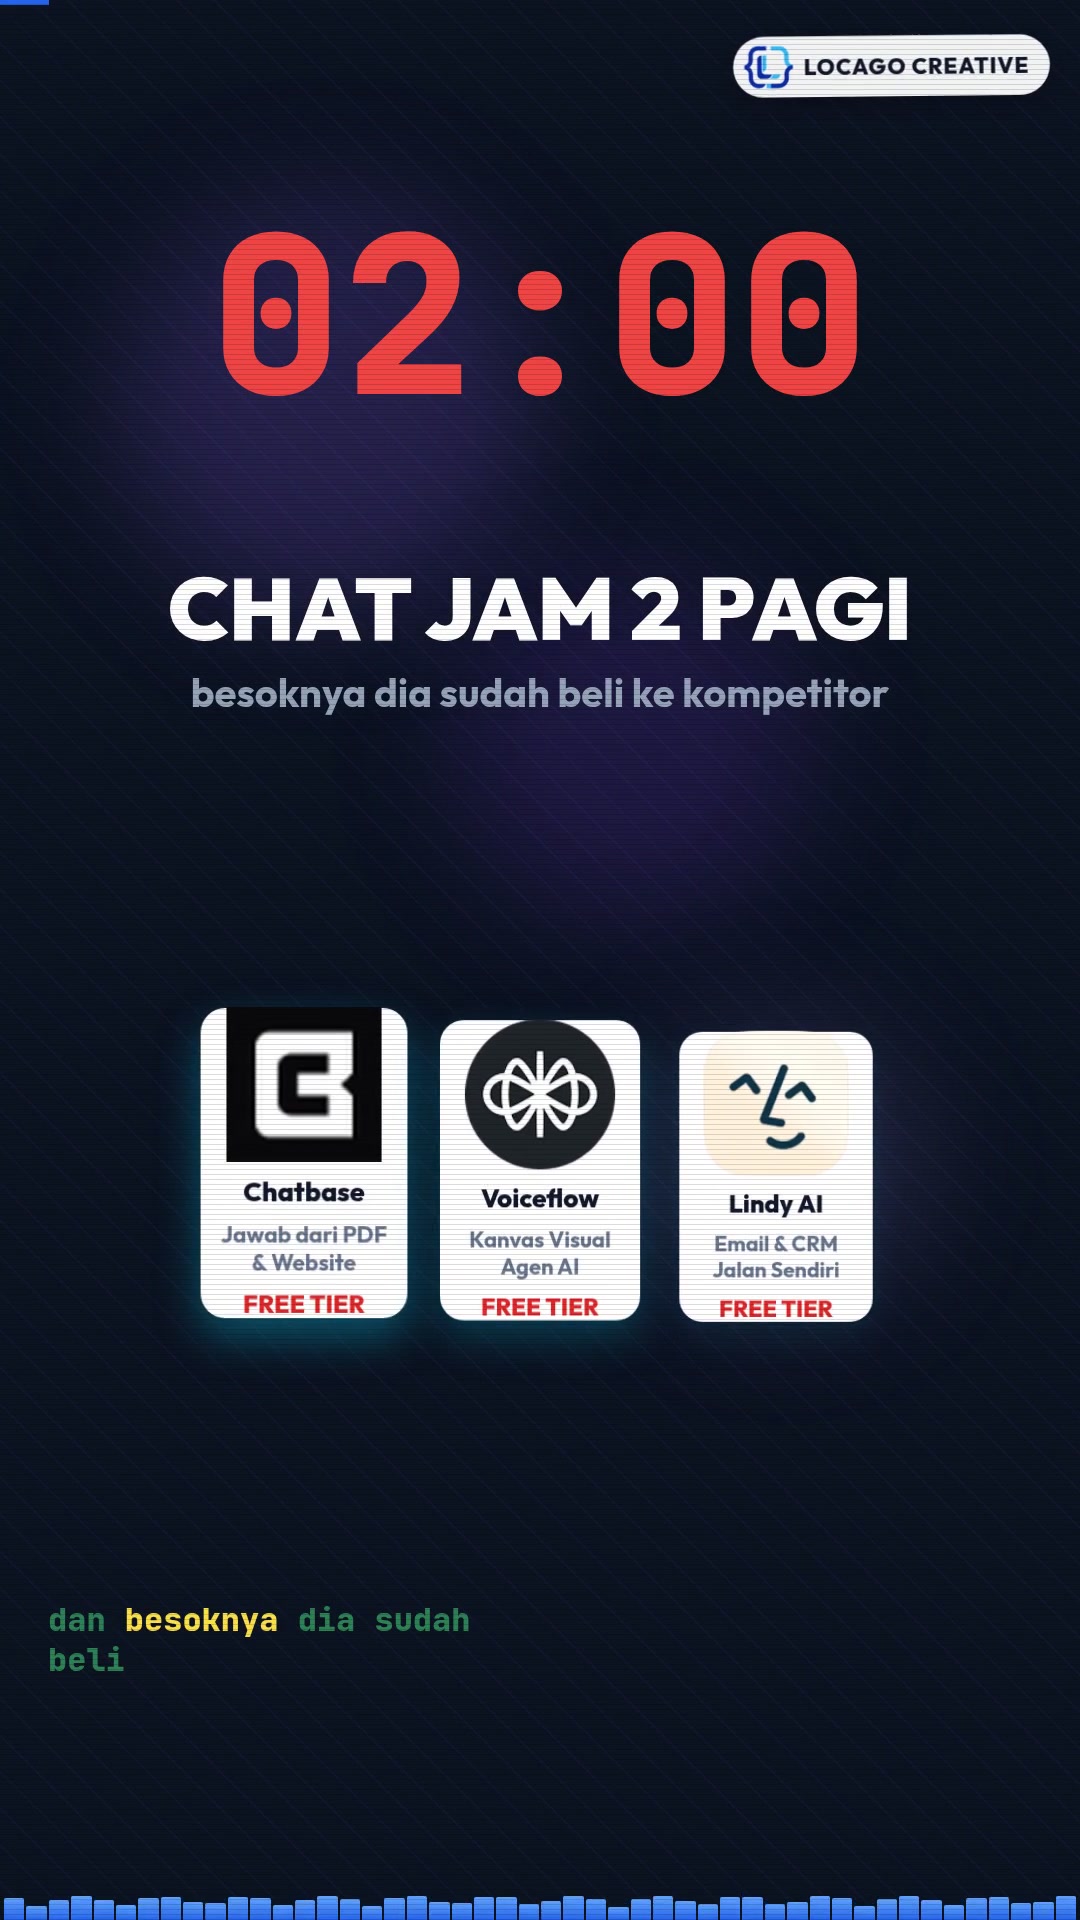 LOCAGO CREATIVE
02:00
CHAT JAM 2 PAGI
besoknya dia sudah beli ke kompetitor
Chatbase
Jawab dari PDF
& Website
FREE TIER
Voiceflow
Kanvas Visual
Agen AI
FREE TIER
Lindy AI
Email & CRM
Jalan Sendiri
FREE TIER
dan besoknya dia sudah
beli